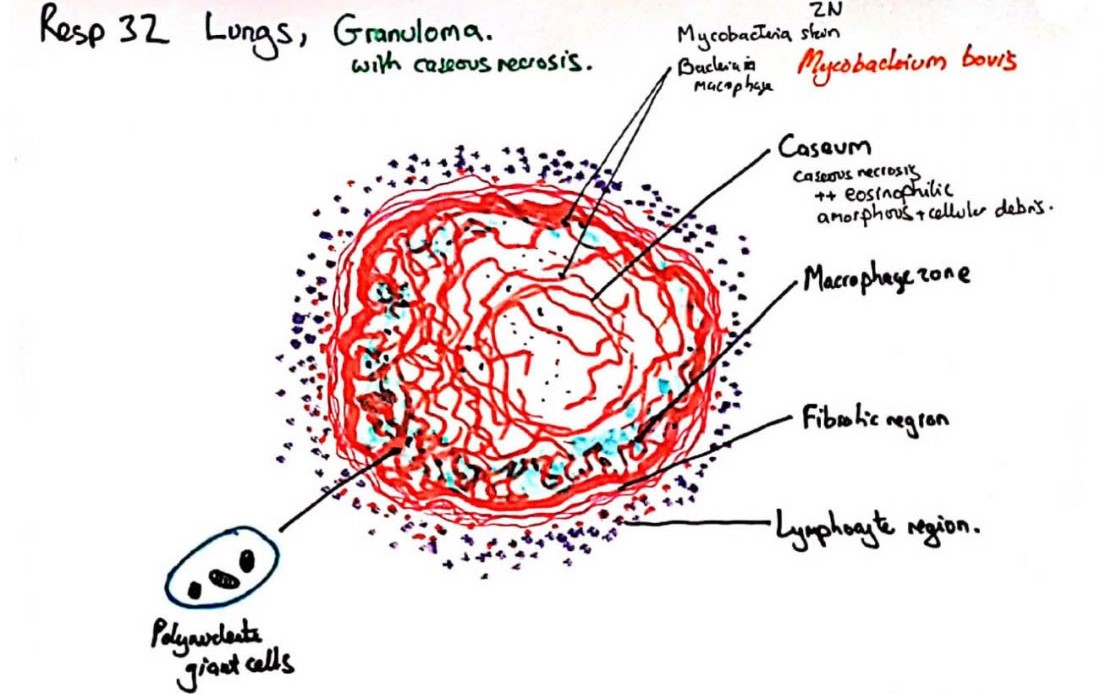 Resp 32 Lungs, Granuloma.
with caseous necrosis.
ZN
Mycobacteria stain
Bacteria in
macrophage
Mycobacterium bovis
Caseum
caseous necrosis
++ eosinophilic
amorphous + cellular debris.
Macrophage zone
Fibrotic region
Lymphocyte region.
Polynucleate
giant cells